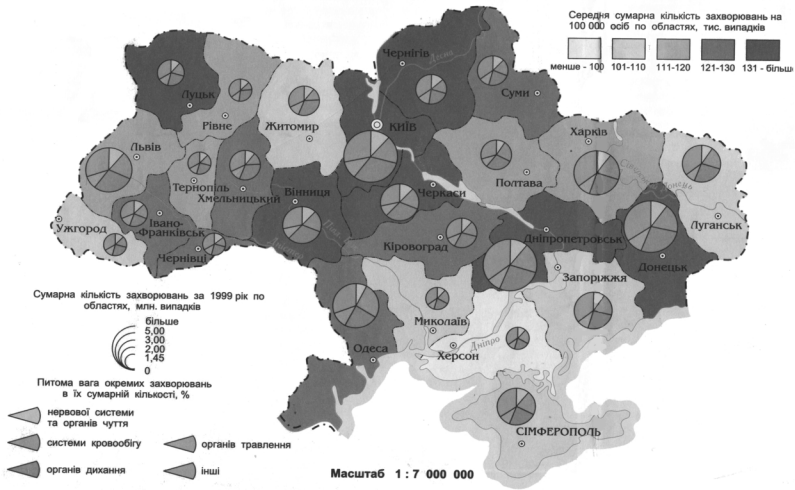 Середня сумарна кількість захворювань на
100 000 осіб по областях, тис. випадків
менше - 100
101-110
111-120
121-130
131 - більше
Чернігів
Десна
Суми
Луцьк
Рівне
Житомир
КИЇВ
Харків
Львів
Тернопіль
Хмельницький
Вінниця
Черкаси
Полтава
Сіверський Донець
Ужгород
Івано-
Франківськ
Чернівці
Кіровоград
Дніпропетровськ
Луганськ
Донецьк
Запоріжжя
Миколаїв
Херсон
Дніпро
Одеса
СІМФЕРОПОЛЬ
Сумарна кількість захворювань за 1999 рік по
областях, млн. випадків
більше
5,00
3,00
2,00
1,45
0
Питома вага окремих захворювань
в їх сумарній кількості, %
нервової системи
та органів чуття
системи кровообігу
органів дихання
органів травлення
інші
Масштаб 1 : 7 000 000